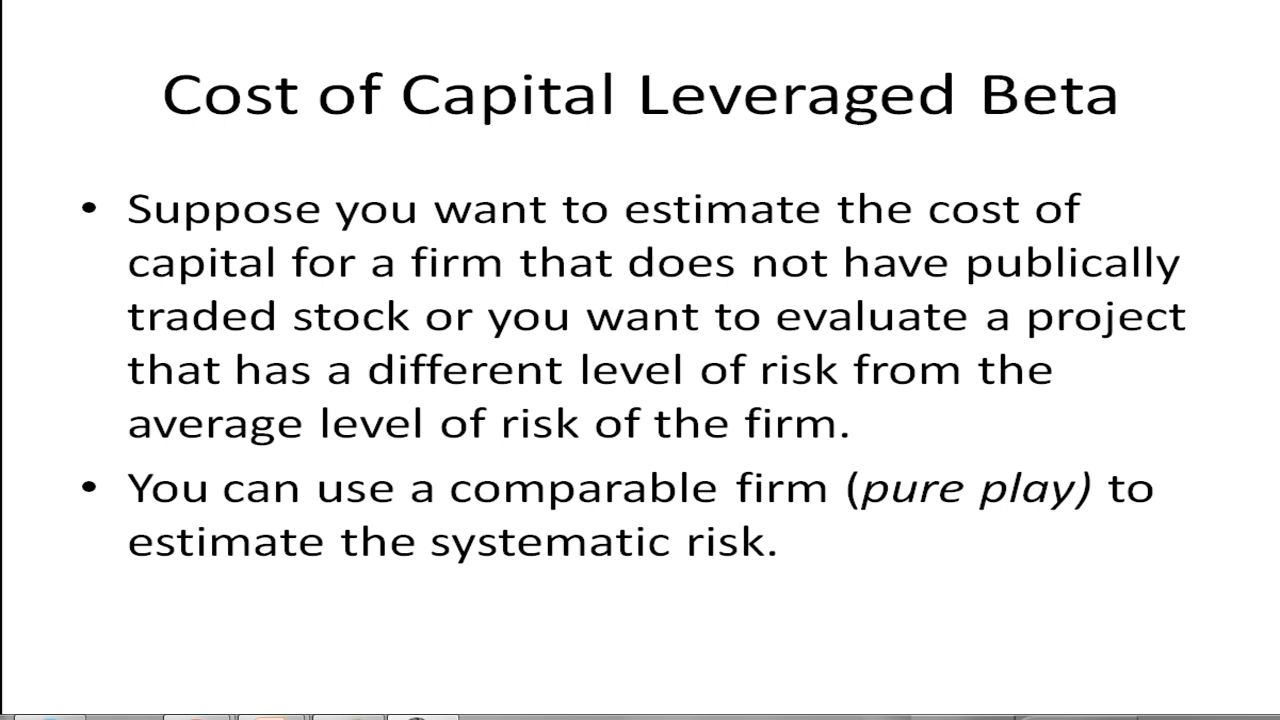 Cost of Capital Leveraged Beta
• Suppose you want to estimate the cost of
capital for a firm that does not have publically
traded stock or you want to evaluate a project
that has a different level of risk from the
average level of risk of the firm.
• You can use a comparable firm (pure play) to
estimate the systematic risk.